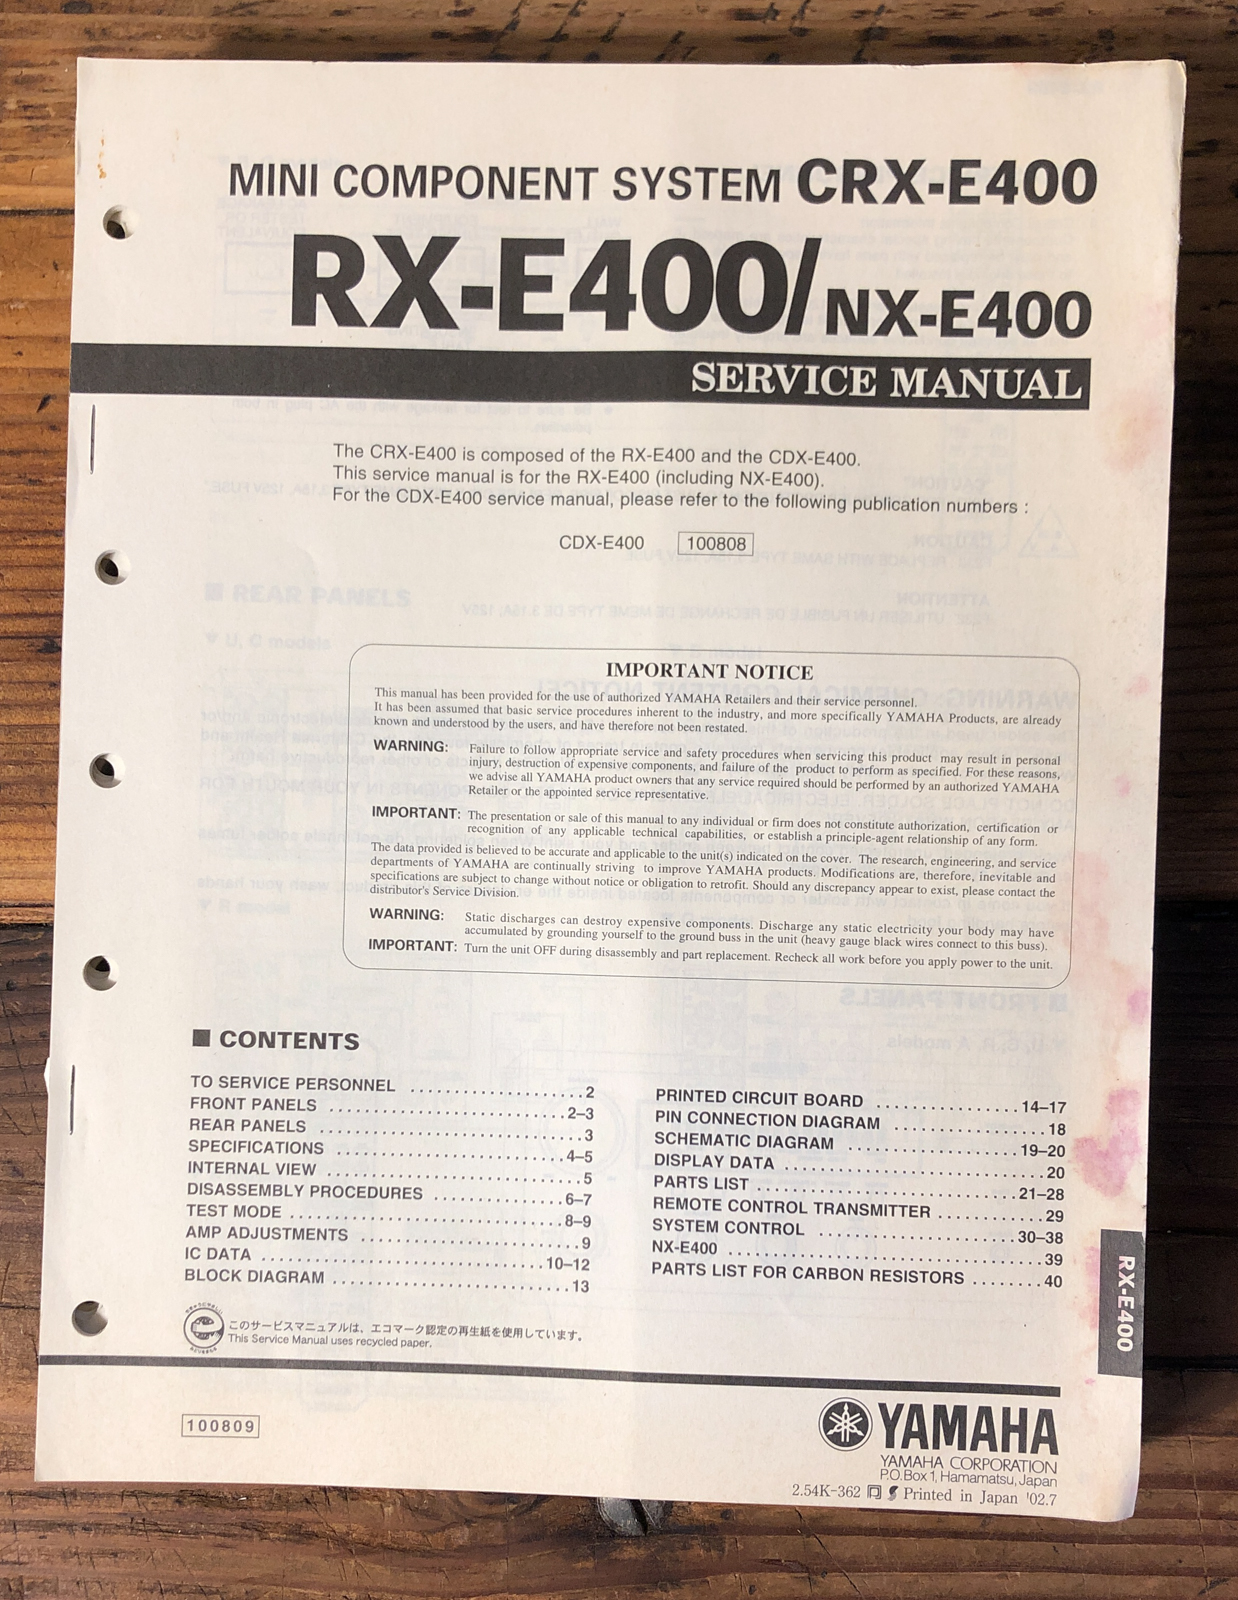 MINI COMPONENT SYSTEM CRX-E400
RX-E400/NX-E400
SERVICE MANUAL
The CRX-E400 is composed of the RX-E400 and the CDX-E400.
This service manual is for the RX-E400 (including NX-E400).
For the CDX-E400 service manual, please refer to the following publication numbers :
CDX-E400 100808
IMPORTANT NOTICE
This manual has been provided for the use of authorized YAMAHA Retailers and their service personnel.
It has been assumed that basic service procedures inherent to the industry, and more specifically YAMAHA Products, are already
known and understood by the users, and have therefore not been restated.
WARNING: Failure to follow appropriate service and safety procedures when servicing this product may result in personal
injury, destruction of expensive components, and failure of the product to perform as specified. For these reasons,
we advise all YAMAHA product owners that any service required should be performed by an authorized YAMAHA
Retailer or the appointed service representative.
IMPORTANT: The presentation or sale of this manual to any individual or firm does not constitute authorization, certification or
recognition of any applicable technical capabilities, or establish a principle-agent relationship of any form.
The data provided is believed to be accurate and applicable to the unit(s) indicated on the cover. The research, engineering, and service
departments of YAMAHA are continually striving to improve YAMAHA products. Modifications are, therefore, inevitable and
specifications are subject to change without notice or obligation to retrofit. Should any discrepancy appear to exist, please contact the
distributor's Service Division.
WARNING: Static discharges can destroy expensive components. Discharge any static electricity your body may have
accumulated by grounding yourself to the ground buss in the unit (heavy gauge black wires connect to this buss).
IMPORTANT: Turn the unit OFF during disassembly and part replacement. Recheck all work before you apply power to the unit.
■ CONTENTS
TO SERVICE PERSONNEL ....................2
FRONT PANELS ...........................2–3
REAR PANELS ..............................3
SPECIFICATIONS .........................4–5
INTERNAL VIEW ............................5
DISASSEMBLY PROCEDURES ...............6–7
TEST MODE ..............................8–9
AMP ADJUSTMENTS .........................9
IC DATA ................................10–12
BLOCK DIAGRAM ..........................13
PRINTED CIRCUIT BOARD ................14–17
PIN CONNECTION DIAGRAM .................18
SCHEMATIC DIAGRAM ....................19–20
DISPLAY DATA .............................20
PARTS LIST .............................21–28
REMOTE CONTROL TRANSMITTER ............29
SYSTEM CONTROL .......................30–38
NX-E400 ..................................39
PARTS LIST FOR CARBON RESISTORS ........40
このサービスマニュアルは、エコマーク認定の再生紙を使用しています。
This Service Manual uses recycled paper.
RX-E400
100809
YAMAHA
YAMAHA CORPORATION
P.O.Box 1, Hamamatsu, Japan
2.54K-362 Printed in Japan '02.7